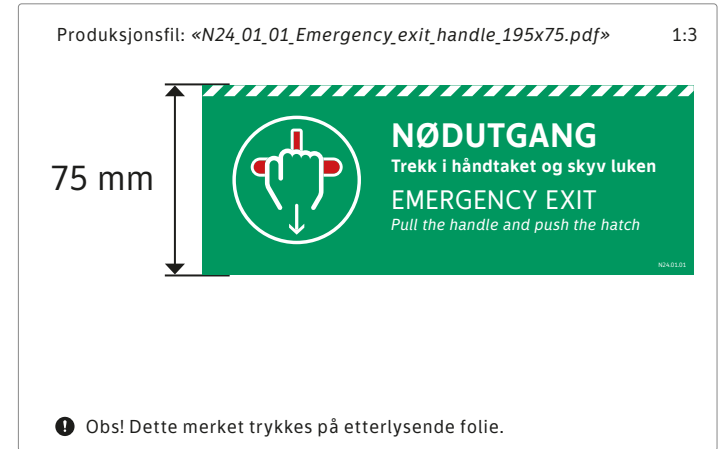 Produksjonsfil: «N24_01_01_Emergency_exit_handle_195x75.pdf» 1:3
75 mm
NØDUTGANG
Trekk i håndtaket og skyv luken
EMERGENCY EXIT
Pull the handle and push the hatch
N24.01.01
Obs! Dette merket trykkes på etterlysende folie.